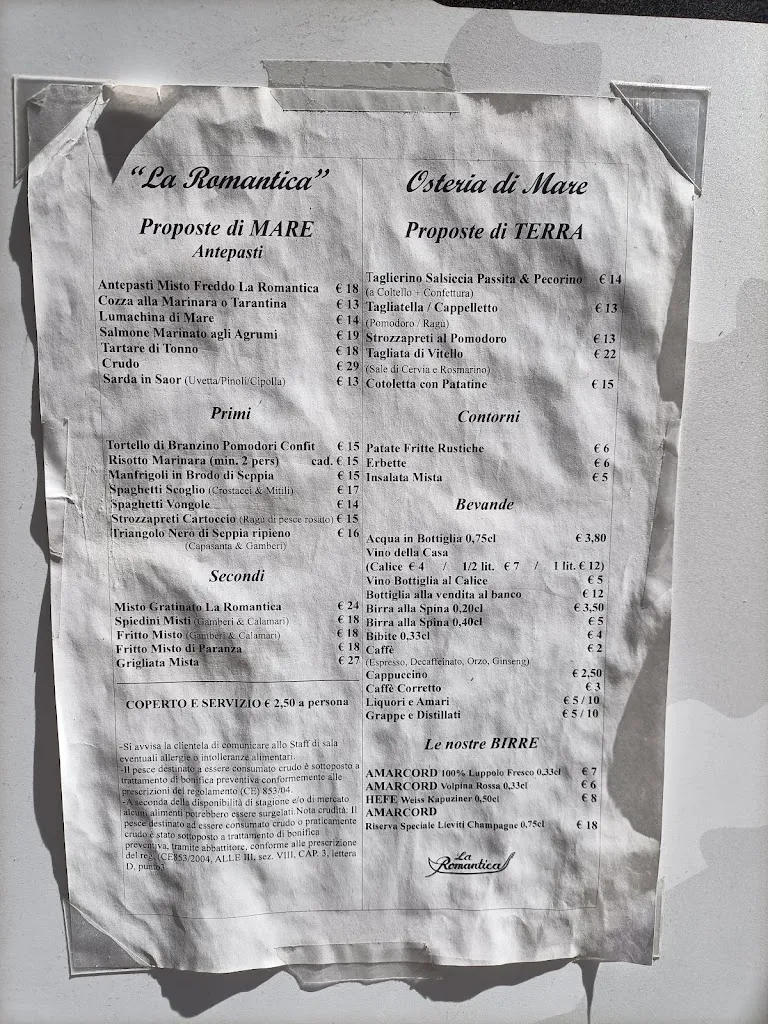 "La Romantica"
Proposte di MARE
Antepasti
Antepasti Misto Freddo La Romantica € 18
Cozza alla Marinara o Tarantina € 13
Lumachina di Mare € 14
Salmone Marinato agli Agrumi € 19
Tartare di Tonno € 18
Crudo € 29
Sarda in Saor (Uvetta/Pinoli/Cipolla) € 13
Primi
Tortello di Branzino Pomodori Confit € 15
Risotto Marinara (min. 2 pers) cad. € 15
Manfrigoli in Brodo di Seppia € 15
Spaghetti Scoglio (Crostacei & Mitili) € 17
Spaghetti Vongole € 14
Strozzapreti Cartoccio (Ragù di pesce rosato) € 15
Triangolo Nero di Seppia ripieno € 16
(Capasanta & Gamberi)
Secondi
Misto Gratinato La Romantica € 24
Spiedini Misti (Gamberi & Calamari) € 18
Fritto Misto (Gamberi & Calamari) € 18
Fritto Misto di Paranza € 18
Grigliata Mista € 27
COPERTO E SERVIZIO € 2,50 a persona
-Si avvisa la clientela di comunicare allo Staff di sala
eventuali allergie o intolleranze alimentari.
-Il pesce destinato a essere consumato crudo è sottoposto a
trattamento di bonifica preventiva conformemente alle
prescrizioni del regolamento (CE) 853/04.
-A seconda della disponibilità di stagione e/o di mercato
alcuni alimenti potrebbero essere surgelati.Nota crudità: Il
pesce destinato ad essere consumato crudo o praticamente
crudo è stato sottoposto a trattamento di bonifica
preventiva, tramite abbattitore, conforme alle prescrizione
del reg. (CE853/2004, ALLE III, sez. VIII, CAP. 3, lettera
D, punto3
Osteria di Mare
Proposte di TERRA
Taglierino Salsiccia Passita & Pecorino € 14
(a Coltello + Confettura)
Tagliatella / Cappelletto € 13
(Pomodoro / Ragù)
Strozzapreti al Pomodoro € 13
Tagliata di Vitello € 22
(Sale di Cervia e Rosmarino)
Cotoletta con Patatine € 15
Contorni
Patate Fritte Rustiche € 6
Erbette € 6
Insalata Mista € 5
Bevande
Acqua in Bottiglia 0,75cl € 3,80
Vino della Casa
(Calice € 4 / 1/2 lit. € 7 / 1 lit. € 12)
Vino Bottiglia al Calice € 5
Bottiglia alla vendita al banco € 12
Birra alla Spina 0,20cl € 3,50
Birra alla Spina 0,40cl € 5
Bibite 0,33cl € 4
Caffè € 2
(Espresso, Decaffeinato, Orzo, Ginseng)
Cappuccino € 2,50
Caffè Corretto € 3
Liquori e Amari € 5 / 10
Grappe e Distillati € 5 / 10
Le nostre BIRRE
AMARCORD 100% Luppolo Fresco 0,33cl € 7
AMARCORD Volpina Rossa 0,33cl € 6
HEFE Weiss Kapuziner 0,50cl € 8
AMARCORD
Riserva Speciale Lieviti Champagne 0,75cl € 18
La
Romantica